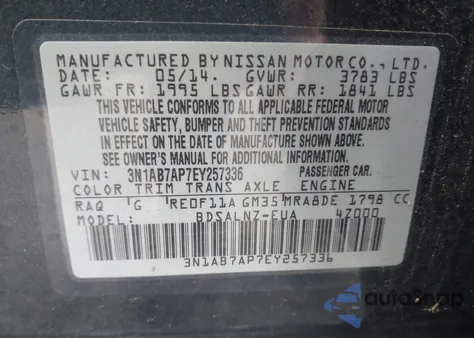 MANUFACTURED BY NISSAN MOTOR CO., LTD.
DATE: 05/14. GVWR: 3783 LBS
GAWR FR: 1995 LBS GAWR RR: 1841 LBS
THIS VEHICLE CONFORMS TO ALL APPLICABLE FEDERAL MOTOR
VEHICLE SAFETY, BUMPER AND THEFT PREVENTION STANDARDS
IN EFFECT ON THE DATE OF MANUFACTURE SHOWN ABOVE.
SEE OWNER'S MANUAL FOR ADDITIONAL INFORMATION
VIN: 3N1AB7AP7EY257336 PASSENGER CAR.
COLOR TRIM TRANS AXLE ENGINE
RAQ G RE0F11A GM35 MRA8DE 1798 CC
BDSALNZ-EUA 4Z000
3N1AB7AP7EY257336
autoSnap